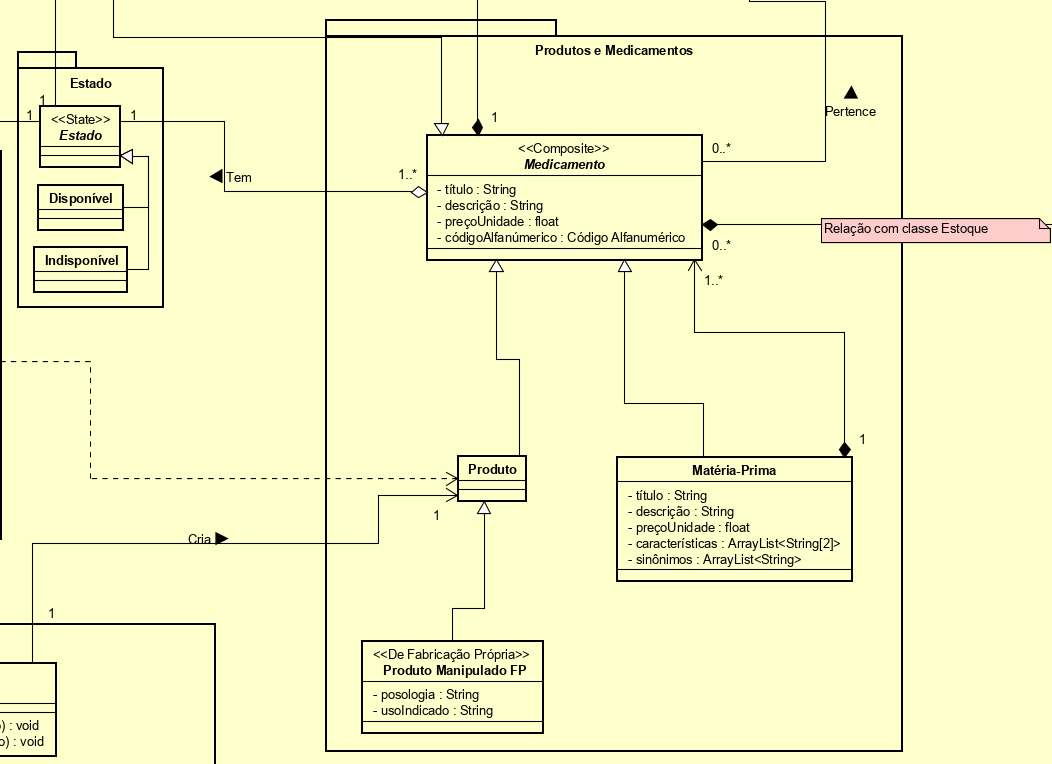 Produtos e Medicamentos
Estado
1
1
<<State>>
Estado
1
Disponível
Indisponível
Tem
1..*
1
<<Composite>>
Medicamento
- título : String
- descrição : String
- preçoUnidade : float
- códigoAlfanúmerico : Código Alfanumérico
0..*
Pertence
0..*
Relação com classe Estoque
1..*
1
Produto
1
Cria
Matéria-Prima
- título : String
- descrição : String
- preçoUnidade : float
- características : ArrayList<String[2]>
- sinônimos : ArrayList<String>
1
<<De Fabricação Própria>>
Produto Manipulado FP
- posologia : String
- usoIndicado : String
o) : void
o) : void